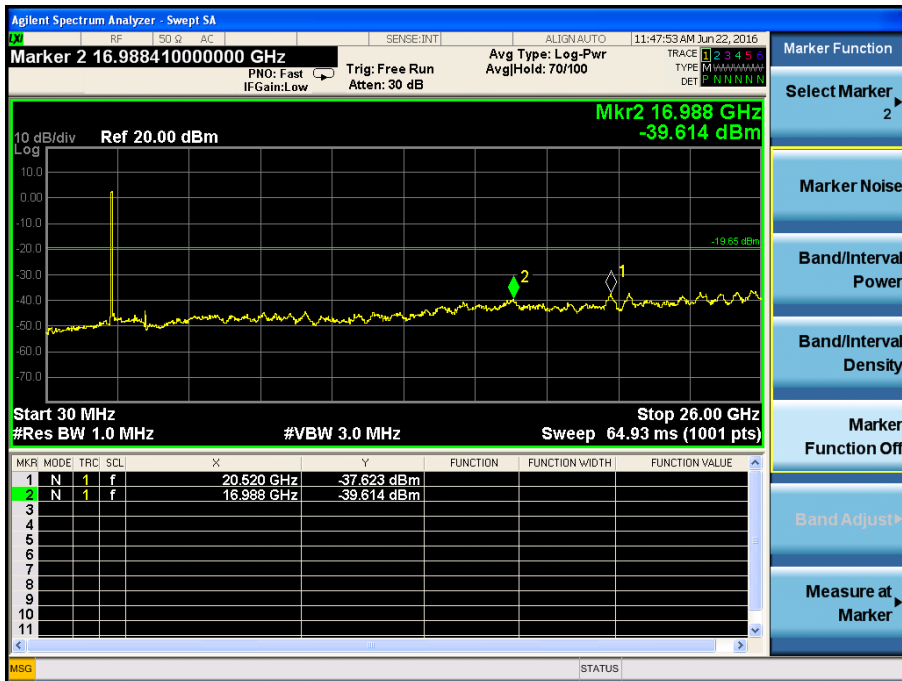 Agilent Spectrum Analyzer - Swept SA
LXI RF 50 Ω AC SENSE:INT ALIGN AUTO 11:47:53 AM Jun 22, 2016
Marker 2 16.988410000000 GHz
PNO: Fast
IFGain:Low
Trig: Free Run
Atten: 30 dB
Avg Type: Log-Pwr
Avg|Hold: 70/100
TRACE 1 2 3 4 5 6
TYPE M WWWWW
DET P N N N N N
Mkr2 16.988 GHz
-39.614 dBm
10 dB/div Ref 20.00 dBm
Log
10.0
0.00
-10.0
-19.65 dBm
-20.0
-30.0
2
1
-40.0
-50.0
-60.0
-70.0
Start 30 MHz Stop 26.00 GHz
#Res BW 1.0 MHz #VBW 3.0 MHz Sweep 64.93 ms (1001 pts)
MKR MODE TRC SCL X Y FUNCTION FUNCTION WIDTH FUNCTION VALUE
1 N 1 f 20.520 GHz -37.623 dBm
2 N 1 f 16.988 GHz -39.614 dBm
3
4
5
6
7
8
9
10
11
MSG STATUS
Marker Function
Select Marker
2
Marker Noise
Band/Interval
Power
Band/Interval
Density
Marker
Function Off
Band Adjust
Measure at
Marker